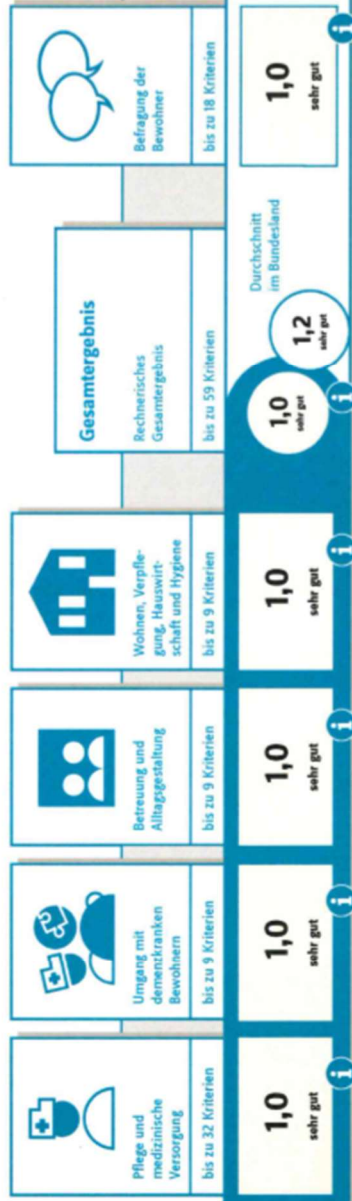 Pflege und
medizinische
Versorgung
bis zu 32 Kriterien
1,0
sehr gut
Umgang mit
demenzkranken
Bewohnern
bis zu 9 Kriterien
1,0
sehr gut
Betreuung und
Alltagsgestaltung
bis zu 9 Kriterien
1,0
sehr gut
Wohnen, Verpfle-
gung, Hauswirt-
schaft und Hygiene
bis zu 9 Kriterien
1,0
sehr gut
Gesamtergebnis
Rechnerisches
Gesamtergebnis
bis zu 59 Kriterien
1,0
sehr gut
Durchschnitt
im Bundesland
1,2
sehr gut
Befragung der
Bewohner
bis zu 18 Kriterien
1,0
sehr gut